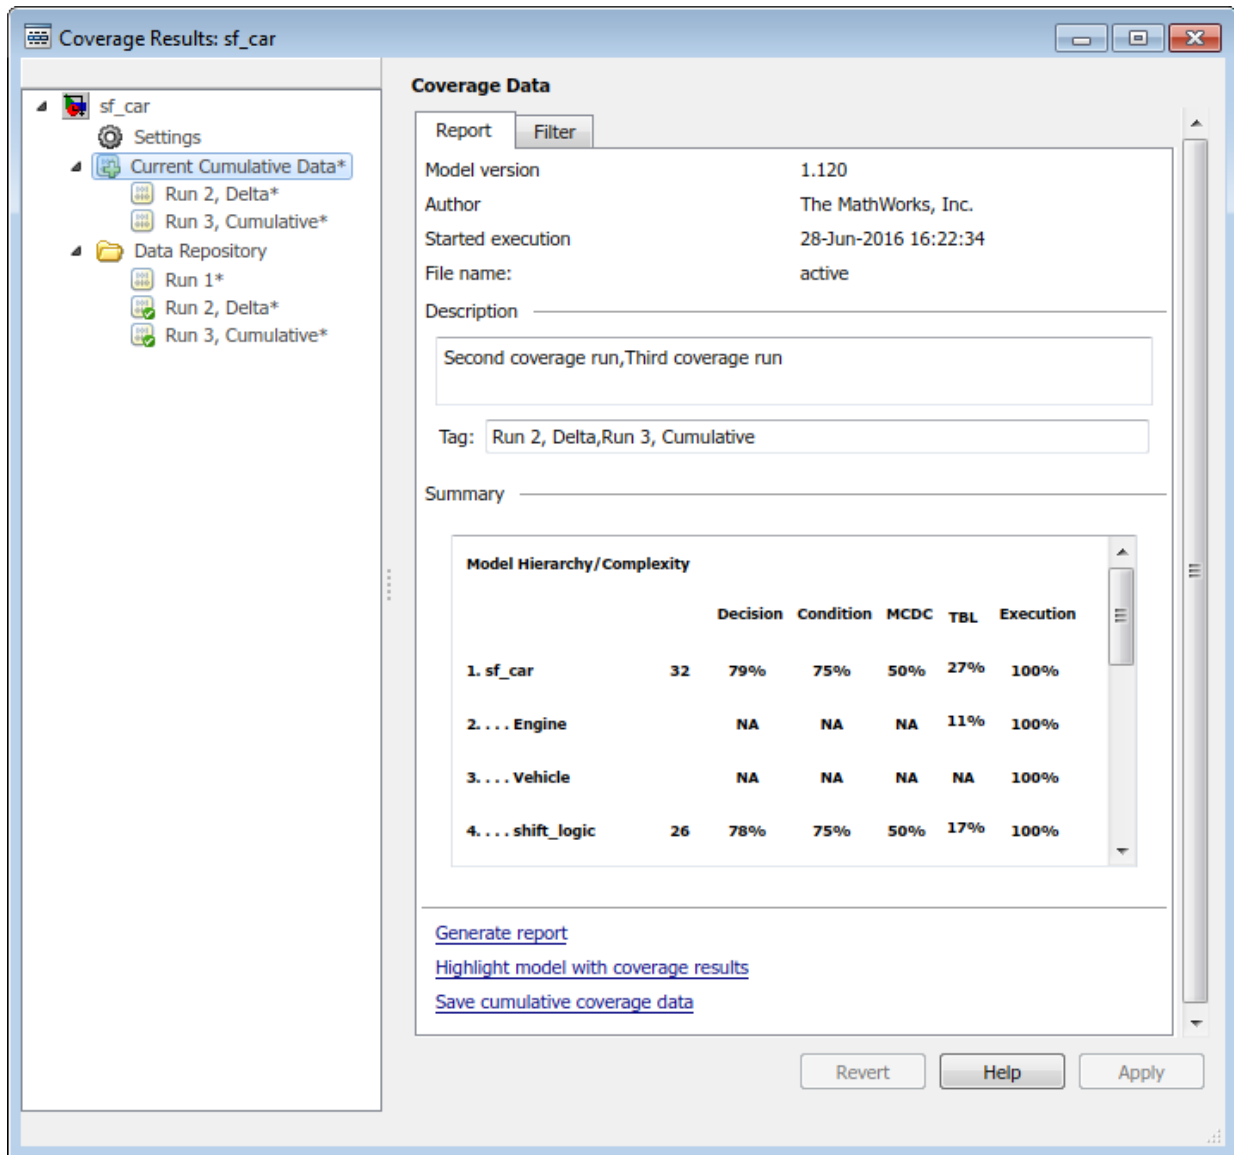 Coverage Results: sf_car
sf_car
Settings
Current Cumulative Data*
Run 2, Delta*
Run 3, Cumulative*
Data Repository
Run 1*
Run 2, Delta*
Run 3, Cumulative*
Coverage Data
Report Filter
Model version 1.120
Author The MathWorks, Inc.
Started execution 28-Jun-2016 16:22:34
File name: active
Description
Second coverage run,Third coverage run
Tag: Run 2, Delta,Run 3, Cumulative
Summary
Model Hierarchy/Complexity
Decision Condition MCDC TBL Execution
1. sf_car 32 79% 75% 50% 27% 100%
2. . . . Engine NA NA NA 11% 100%
3. . . . Vehicle NA NA NA NA 100%
4. . . . shift_logic 26 78% 75% 50% 17% 100%
Generate report
Highlight model with coverage results
Save cumulative coverage data
Revert Help Apply